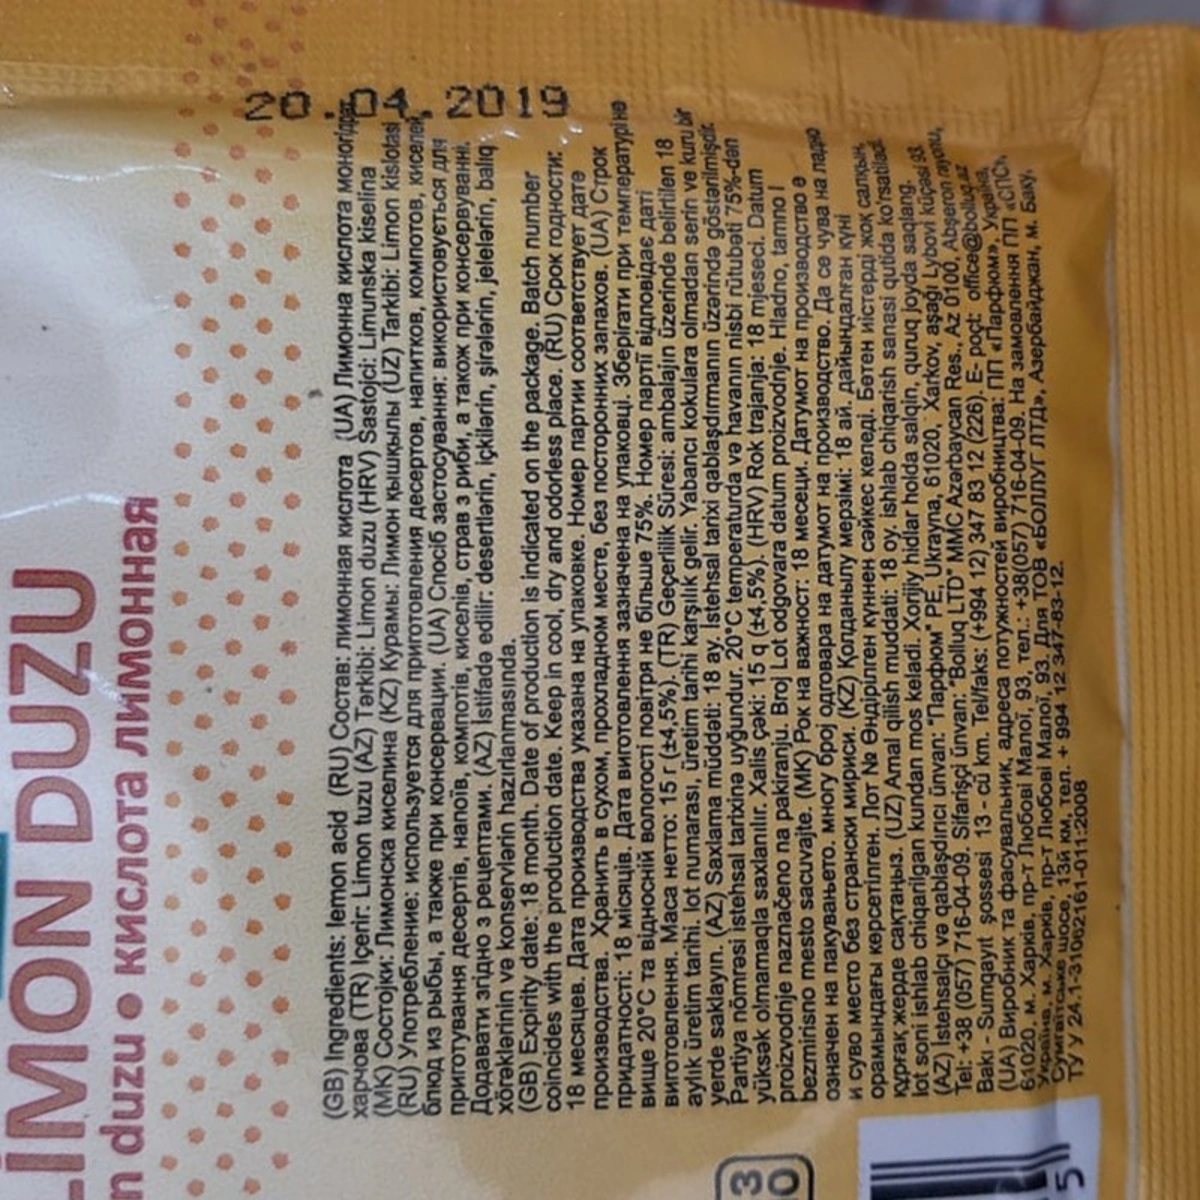 LİMON DUZU
n duzu • кислота лимонная
20.04.2019
(GB) Ingredients: lemon acid (RU) Состав: лимонная кислота (UA) Лимонна кислота моногідрат
харчова (TR) İçerir: Limon tuzu (AZ) Tərkibi: Limon duzu (HRV) Sastojci: Limunska kiselina
(MK) Состојки: Лимонска киселина (KZ) Курамы: Лимон қышқылы (UZ) Tarkibi: Limon kislotasi
(RU) Употребление: используется для приготовления десертов, напитков, компотов, киселей,
блюд из рыбы, а также при консервации. (UA) Спосіб застосування: використовується для
приготування десертів, напоїв, компотів, киселів, страв з риби, а також при консервуванні.
Додавати згідно з рецептами. (AZ) İstifadə edilir: desertlərin, içkilərin, şirələrin, jelelərin, balıq
xörəklərinin və konservlərin hazırlanmasında.
(GB) Expirity date: 18 month. Date of production is indicated on the package. Batch number
coincides with the production date. Keep in cool, dry and odorless place. (RU) Срок годности:
18 месяцев. Дата производства указана на упаковке. Номер партии соответствует дате
производства. Хранить в сухом, прохладном месте, без посторонних запахов. (UA) Строк
придатності: 18 місяців. Дата виготовлення зазначена на упаковці. Зберігати при температурі не
вище 20°С та відносній вологості повітря не більше 75%. Номер партії відповідає даті
виготовлення. Маса нетто: 15 г (±4,5%). (TR) Geçerlilik Süresi: ambalajın üzerinde belirtilen 18
aylık üretim tarihi. lot numarası, üretim tarihi karşılık gelir. Yabancı kokulara olmadan serin ve kuru bir
yerde saklayın. (AZ) Saxlama müddəti: 18 ay. İstehsal tarixi qablaşdırmanın üzərində göstərilmişdir.
Partiya nömrəsi istehsal tarixinə uyğundur. 20°C temperaturda və havanın nisbi rütubəti 75%-dən
yüksək olmamaqla saxlanılır. Xalis çəki: 15 q (±4,5%). (HRV) Rok trajanja: 18 mjeseci. Datum
proizvodnje naznačeno na pakiranju. Broj Lot odgovara datum proizvodnje. Hladno, tamno I
bezmirismo mesto sacuvajte. (MK) Рок на важност: 18 месеци. Датумот на производство е
означен на пакувањето. многу број одговара на датумот на производство. Да се чува на ладно
и суво место без странски мириси. (KZ) Қолданылу мерзімі: 18 ай. дайындалған күні
орамындағы көрсетілген. Лот № Өндірілген күннен сәйкес келеді. Бөтен иістерді жоқ салқын,
құрғақ жерде сақтаңыз. (UZ) Amal qilish muddati: 18 oy. ishlab chiqarish sanasi qutida ko'rsatiladi.
lot soni ishlab chiqarilgan kundan mos keladi. Xorijiy hidlar holda salqin, quruq joyda saqlang.
(AZ) İstehsalçı və qablaşdırıcı ünvan: "Парфюм" PE, Ukrayna, 61020, Xarkov, aşağı Lybovi küçəsi 93
Tel: +38 (057) 716-04-09. Sifarişçi ünvan: "Bolluq LTD" MMC Azərbaycan Res., Az 0100, Abşeron rayonu,
Bakı - Sumqayıt şossesi 13 - cü km. Tel/faks: (+994 12) 347 83 12 (226). E- poçt: office@bolluq.az
(UA) Виробник та фасувальник, адреса потужностей виробництва: ПП «Парфюм», Україна,
61020, м. Харків, пр-т Любові Малої, 93, тел.: +38(057) 716-04-09. На замовлення ПП «СПС»,
Україна, м. Харків, пр-т Любові Малої, 93. Для ТОВ «БОЛЛУГ ЛТД», Азербайджан, м. Баку,
Сумгаїтське шосе, 13й км, тел. + 994 12 347-83-12.
ТУ У 24.1-31062161-011:2008
3
0
5